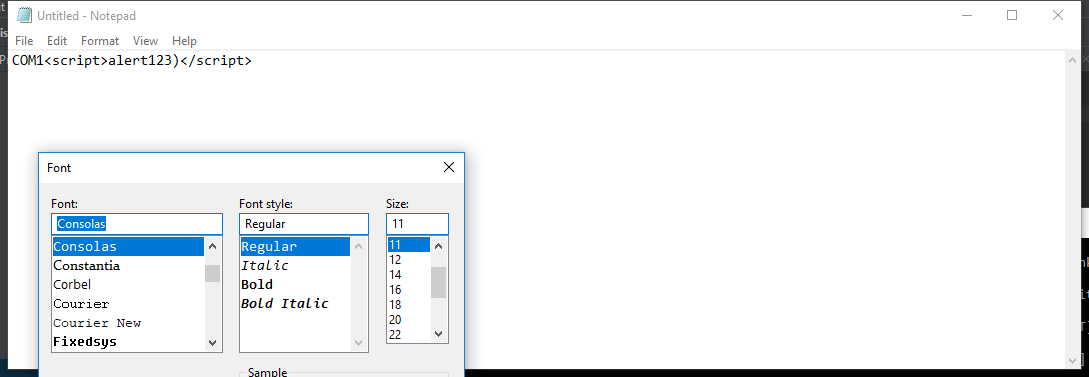 Untitled - Notepad
File Edit Format View Help
COM1<script>alert123)</script>
Font
Font: Font style: Size:
Consolas Regular 11
Consolas Regular 11
Constantia Italic 12
Corbel Bold 14
Courier Bold Italic 16
Courier New 18
Fixedsys 20
22
Sample